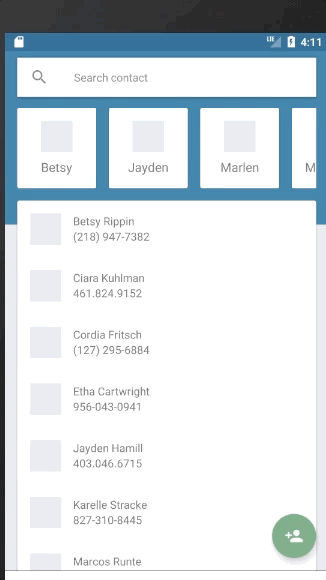 LTE 4:11
Search contact
Betsy Jayden Marlen M
Betsy Rippin
(218) 947-7382
Ciara Kuhlman
461.824.9152
Cordia Fritsch
(127) 295-6884
Etha Cartwright
956-043-0941
Jayden Hamill
403.046.6715
Karelle Stracke
827-310-8445
Marcos Runte